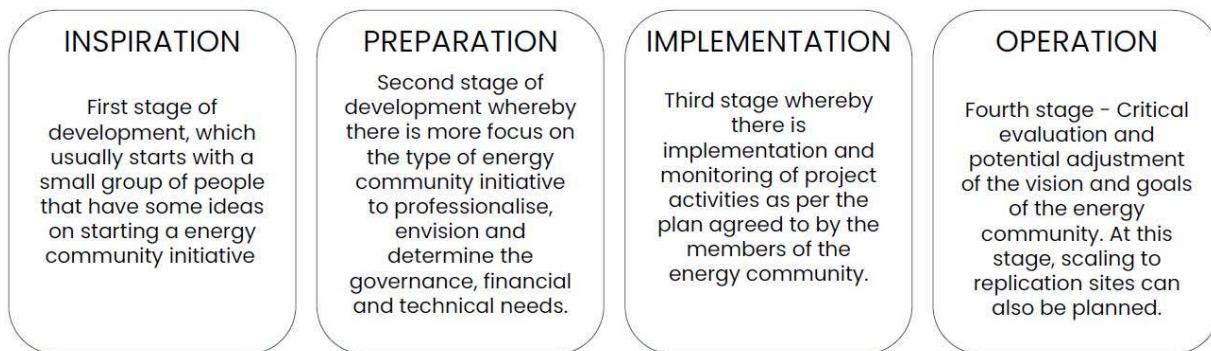 INSPIRATION
First stage of
development, which
usually starts with a
small group of people
that have some ideas
on starting a energy
community initiative
PREPARATION
Second stage of
development whereby
there is more focus on
the type of energy
community initiative
to professionalise,
envision and
determine the
governance, financial
and technical needs.
IMPLEMENTATION
Third stage whereby
there is
implementation and
monitoring of project
activities as per the
plan agreed to by the
members of the
energy community.
OPERATION
Fourth stage - Critical
evaluation and
potential adjustment
of the vision and goals
of the energy
community. At this
stage, scaling to
replication sites can
also be planned.